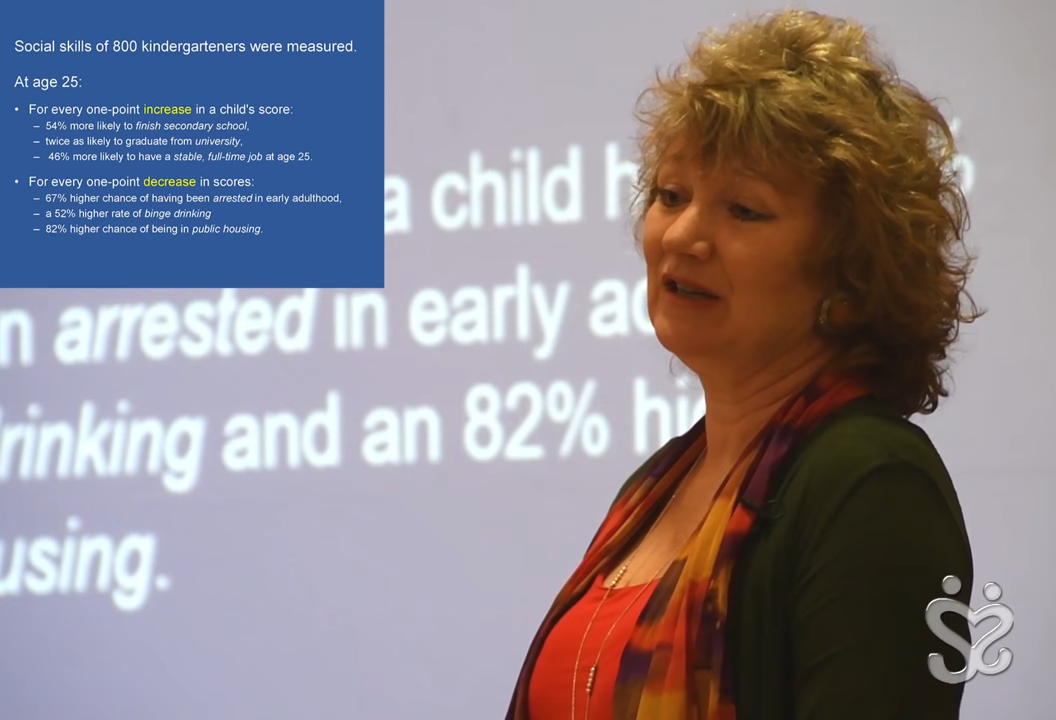 Social skills of 800 kindergarteners were measured.
At age 25:
• For every one-point increase in a child's score:
– 54% more likely to finish secondary school,
– twice as likely to graduate from university,
– 46% more likely to have a stable, full-time job at age 25.
• For every one-point decrease in scores:
– 67% higher chance of having been arrested in early adulthood,
– a 52% higher rate of binge drinking
– 82% higher chance of being in public housing.
a child h %
n arrested in early ad
rinking and an 82% hig
using.